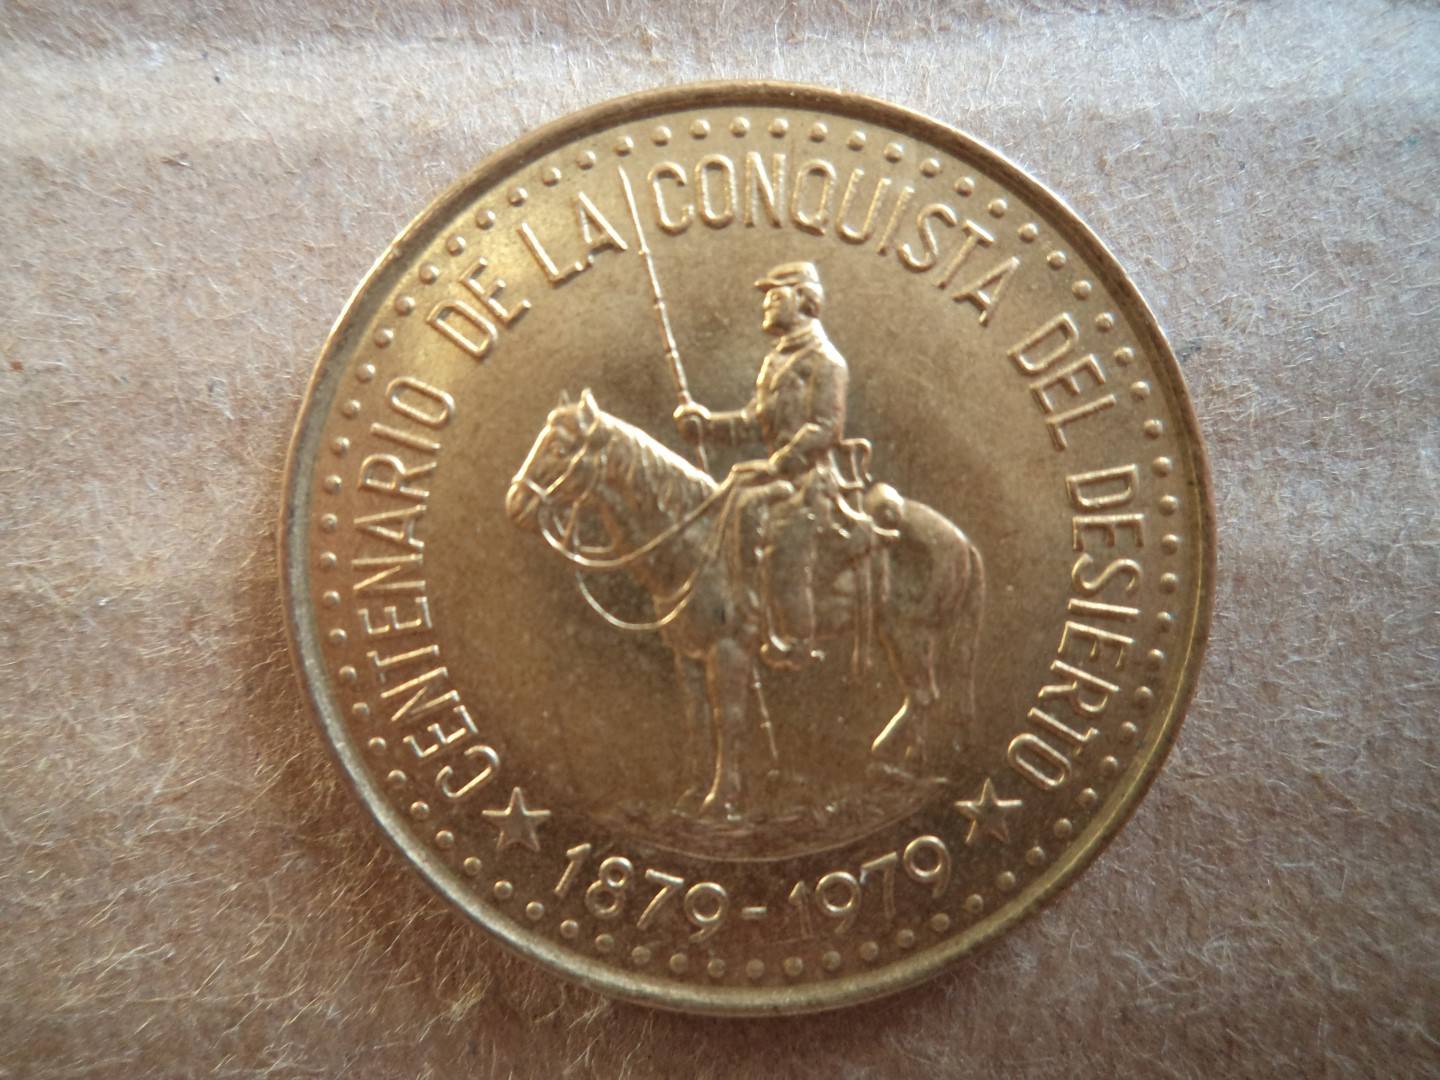 CENTENARIO DE LA CONQUISTA DEL DESIERTO
1879-1979